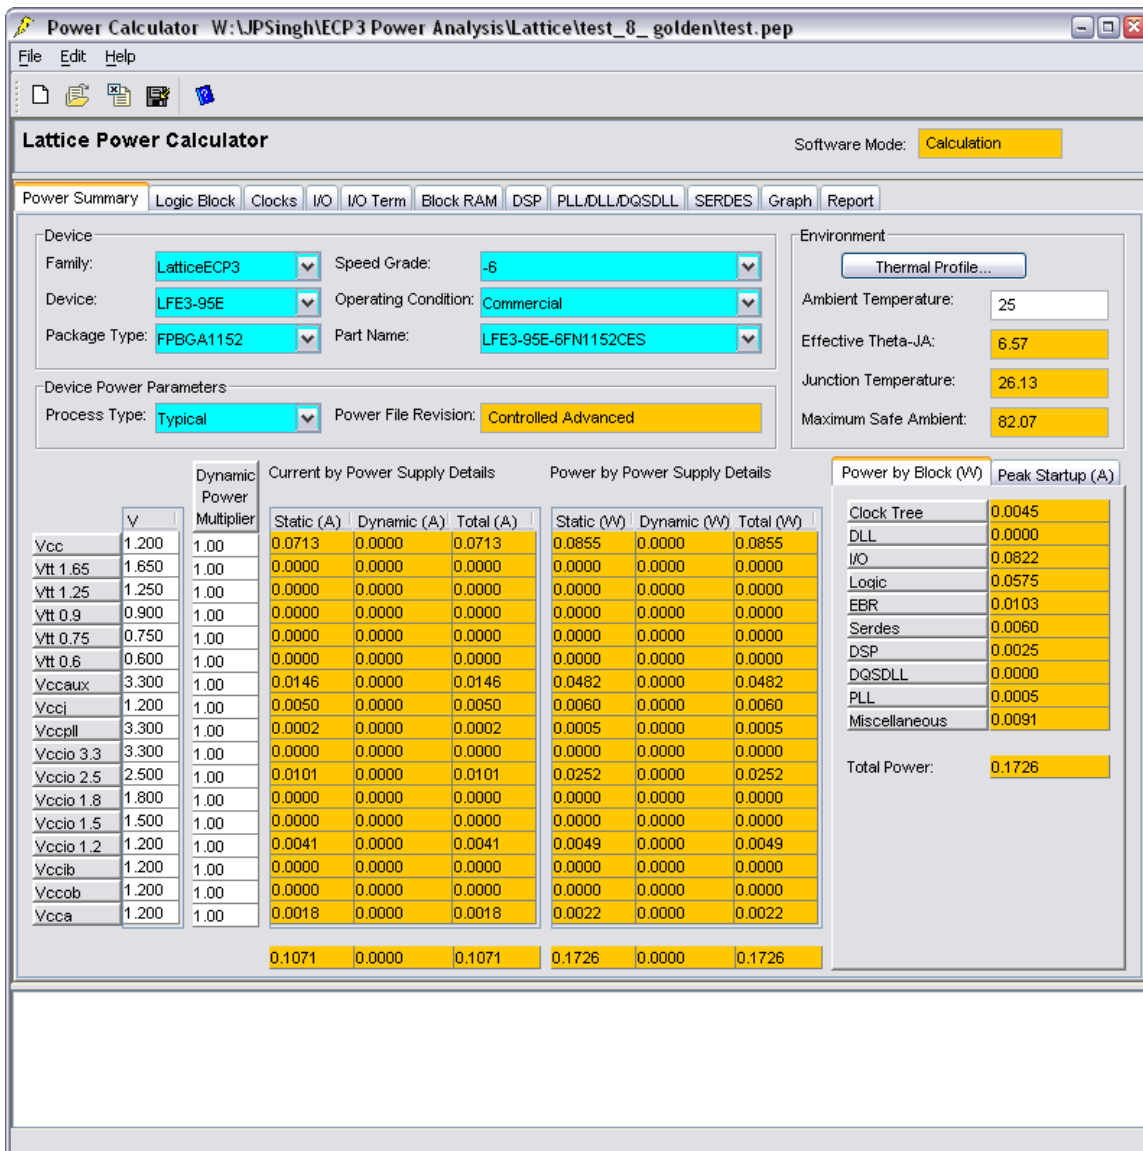 Power Calculator W:\JPSingh\ECP3 Power Analysis\Lattice\test_8_ golden\test.pep
File Edit Help
Lattice Power Calculator
Software Mode: Calculation
Power Summary Logic Block Clocks I/O I/O Term Block RAM DSP PLL/DLL/DQSDLL SERDES Graph Report
Device
Family: LatticeECP3 Speed Grade: -6
Device: LFE3-95E Operating Condition: Commercial
Package Type: FPBGA1152 Part Name: LFE3-95E-6FN1152CES
Device Power Parameters
Process Type: Typical Power File Revision: Controlled Advanced
Environment
Thermal Profile...
Ambient Temperature: 25
Effective Theta-JA: 6.57
Junction Temperature: 26.13
Maximum Safe Ambient: 82.07
Dynamic Power Multiplier
Current by Power Supply Details Power by Power Supply Details
V Static (A) Dynamic (A) Total (A) Static (W) Dynamic (W) Total (W)
Vcc 1.200 1.00 0.0713 0.0000 0.0713 0.0855 0.0000 0.0855
Vtt 1.65 1.650 1.00 0.0000 0.0000 0.0000 0.0000 0.0000 0.0000
Vtt 1.25 1.250 1.00 0.0000 0.0000 0.0000 0.0000 0.0000 0.0000
Vtt 0.9 0.900 1.00 0.0000 0.0000 0.0000 0.0000 0.0000 0.0000
Vtt 0.75 0.750 1.00 0.0000 0.0000 0.0000 0.0000 0.0000 0.0000
Vtt 0.6 0.600 1.00 0.0000 0.0000 0.0000 0.0000 0.0000 0.0000
Vccaux 3.300 1.00 0.0146 0.0000 0.0146 0.0482 0.0000 0.0482
Vccj 1.200 1.00 0.0050 0.0000 0.0050 0.0060 0.0000 0.0060
Vccpll 3.300 1.00 0.0002 0.0000 0.0002 0.0005 0.0000 0.0005
Vccio 3.3 3.300 1.00 0.0000 0.0000 0.0000 0.0000 0.0000 0.0000
Vccio 2.5 2.500 1.00 0.0101 0.0000 0.0101 0.0252 0.0000 0.0252
Vccio 1.8 1.800 1.00 0.0000 0.0000 0.0000 0.0000 0.0000 0.0000
Vccio 1.5 1.500 1.00 0.0000 0.0000 0.0000 0.0000 0.0000 0.0000
Vccio 1.2 1.200 1.00 0.0041 0.0000 0.0041 0.0049 0.0000 0.0049
Vccib 1.200 1.00 0.0000 0.0000 0.0000 0.0000 0.0000 0.0000
Vccob 1.200 1.00 0.0000 0.0000 0.0000 0.0000 0.0000 0.0000
Vcca 1.200 1.00 0.0018 0.0000 0.0018 0.0022 0.0000 0.0022
0.1071 0.0000 0.1071 0.1726 0.0000 0.1726
Power by Block (W) Peak Startup (A)
Clock Tree 0.0045
DLL 0.0000
I/O 0.0822
Logic 0.0575
EBR 0.0103
Serdes 0.0060
DSP 0.0025
DQSDLL 0.0000
PLL 0.0005
Miscellaneous 0.0091
Total Power: 0.1726